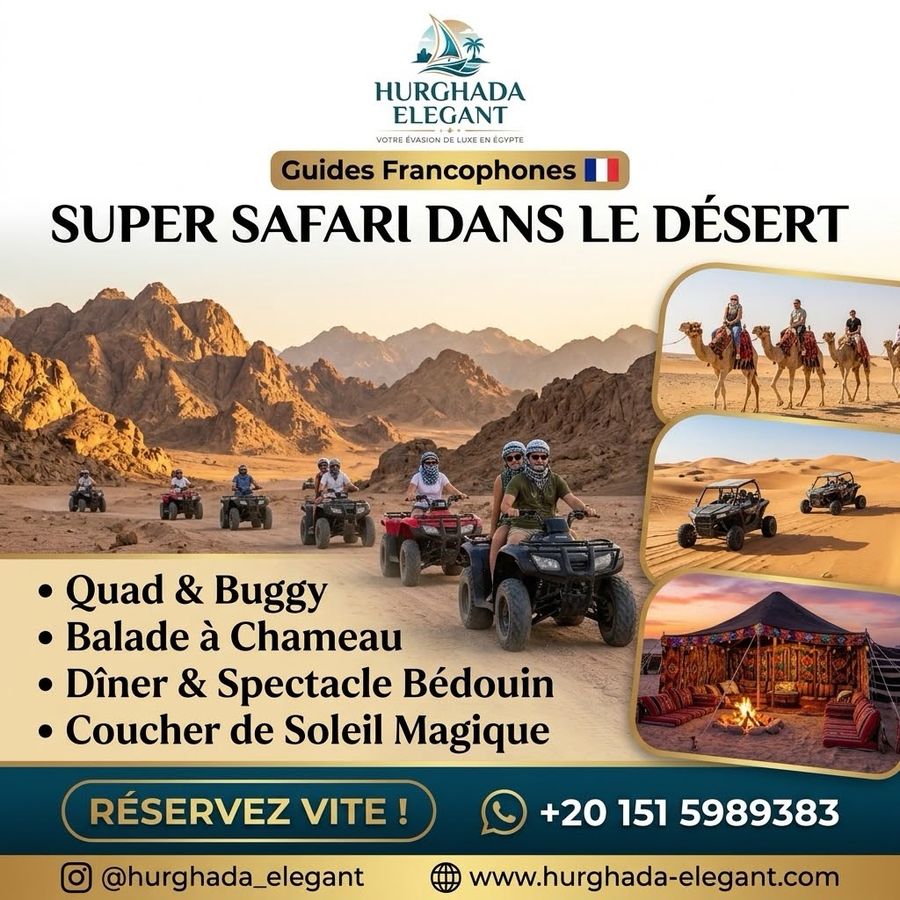 HURGHADA
ELEGANT
VOTRE ÉVASION DE LUXE EN ÉGYPTE
Guides Francophones
SUPER SAFARI DANS LE DÉSERT
• Quad & Buggy
• Balade à Chameau
• Dîner & Spectacle Bédouin
• Coucher de Soleil Magique
RÉSERVEZ VITE !
+20 151 5989383
@hurghada_elegant
www.hurghada-elegant.com